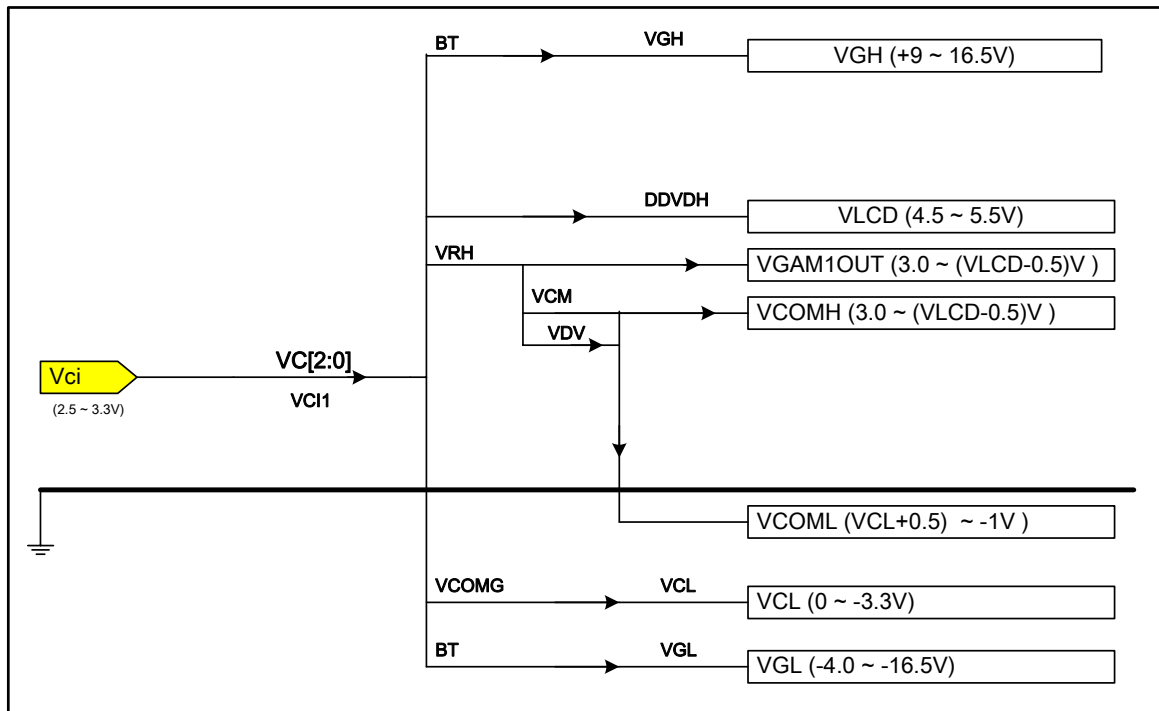 BT VGH VGH (+9 ~ 16.5V)
DDVDH VLCD (4.5 ~ 5.5V)
VRH VGAM1OUT (3.0 ~ (VLCD-0.5)V )
VCM VCOMH (3.0 ~ (VLCD-0.5)V )
VDV
Vci VC[2:0]
(2.5 ~ 3.3V) VCI1
VCOML (VCL+0.5) ~ -1V )
VCOMG VCL VCL (0 ~ -3.3V)
BT VGL VGL (-4.0 ~ -16.5V)